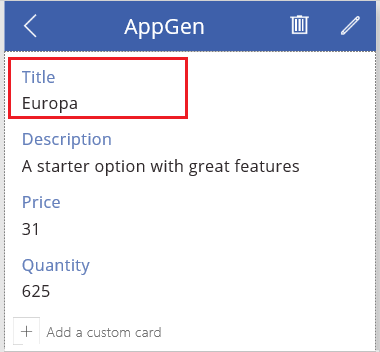 AppGen
Title
Europa
Description
A starter option with great features
Price
31
Quantity
625
Add a custom card